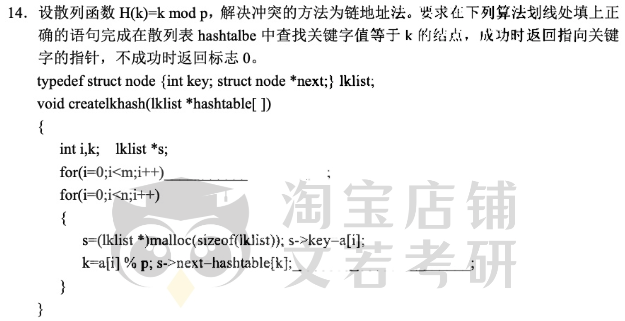 14. 设散列函数 H(k)=k mod p，解决冲突的方法为链地址法。要求在下列算法划线处填上正
确的语句完成在散列表 hashtalbe 中查找关键字值等于 k 的结点，成功时返回指向关键
字的指针，不成功时返回标志 0。
typedef struct node {int key; struct node *next;} lklist;
void createlkhash(lklist *hashtable[ ])
{
int i,k; lklist *s;
for(i=0;i<m;i++)____________;
for(i=0;i<n;i++)
{
s=(lklist *)malloc(sizeof(lklist)); s->key=a[i];
k=a[i] % p; s->next=hashtable[k];____________;
}
}
淘宝店铺
文若考研